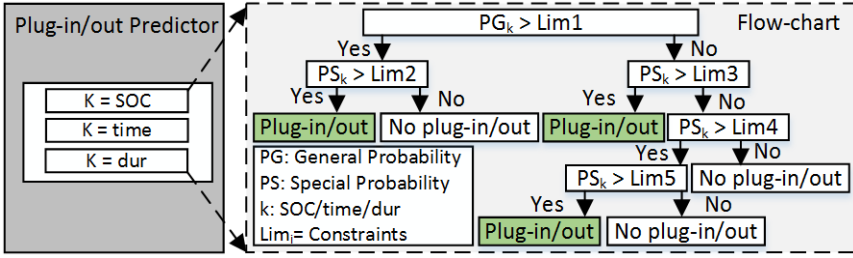 Plug-in/out Predictor
K = SOC
K = time
K = dur
Flow-chart
PGₖ > Lim1
Yes
No
PSₖ > Lim2
PSₖ > Lim3
Yes
No
Yes
No
Plug-in/out
No plug-in/out
Plug-in/out
PSₖ > Lim4
Yes
No
PSₖ > Lim5
No plug-in/out
Yes
No
Plug-in/out
No plug-in/out
PG: General Probability
PS: Special Probability
k: SOC/time/dur
Limᵢ= Constraints